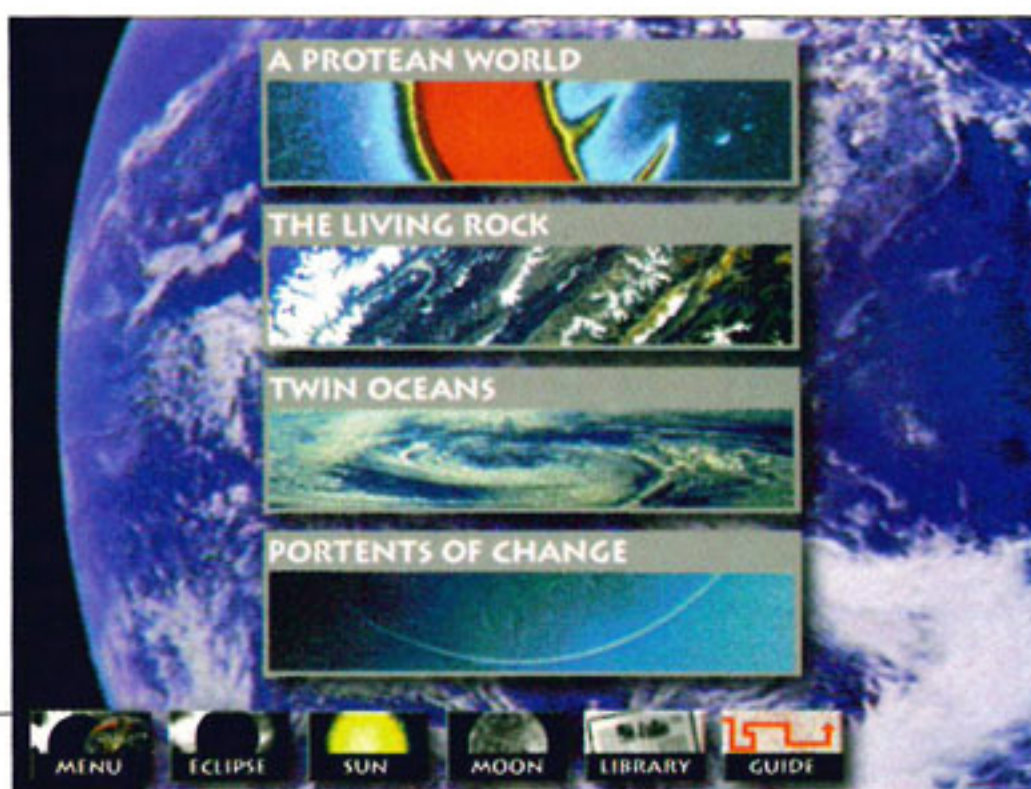 A PROTEAN WORLD
THE LIVING ROCK
TWIN OCEANS
PORTENTS OF CHANGE
MENU ECLIPSE SUN MOON LIBRARY GUIDE